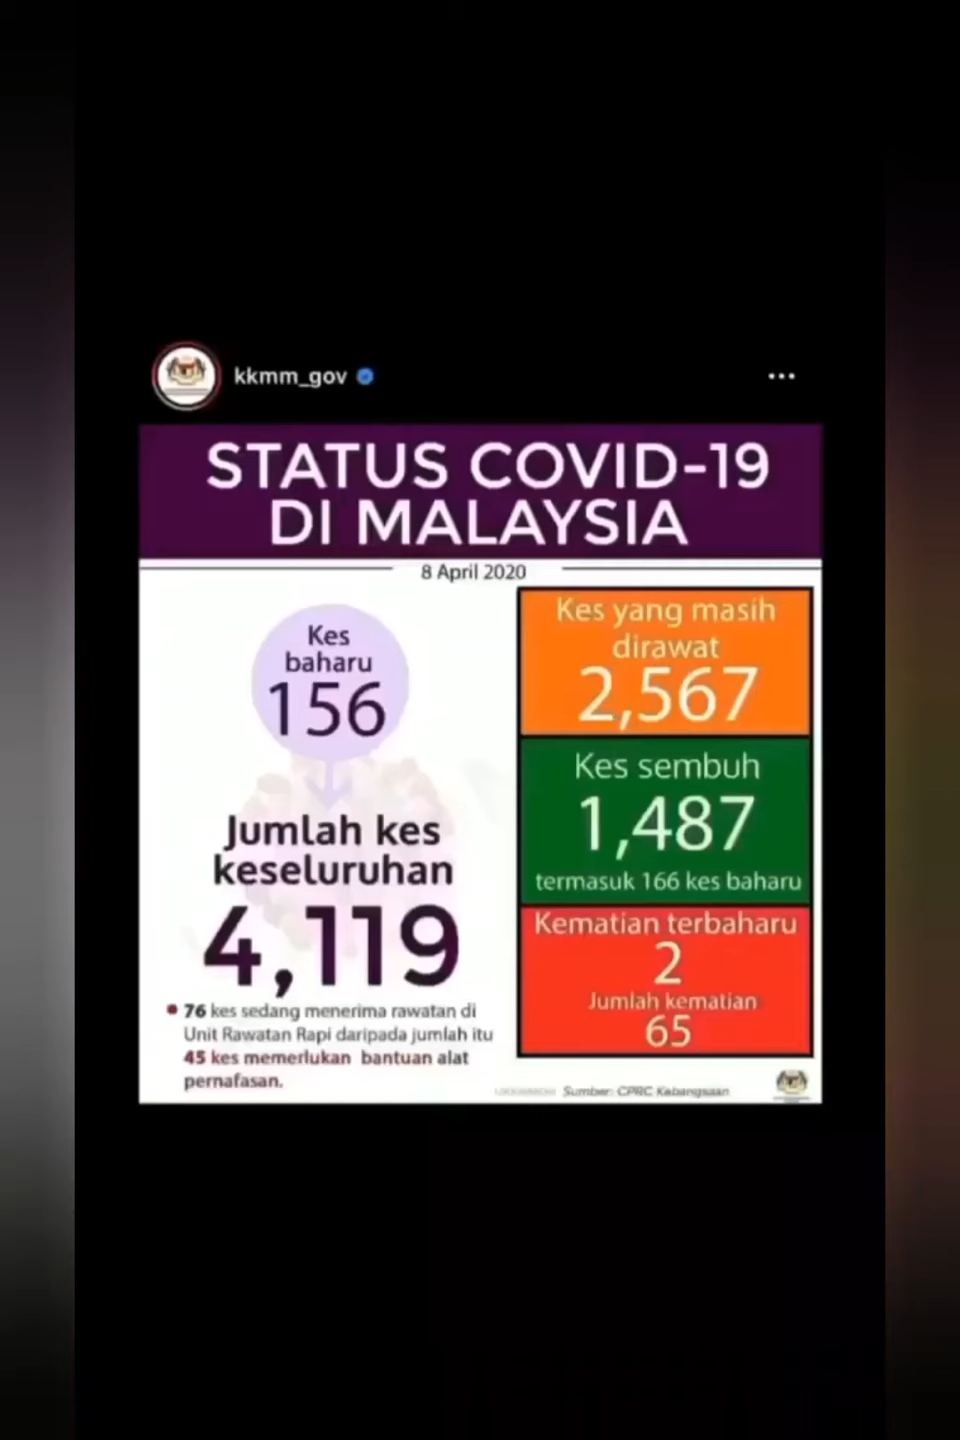 kkmm_gov
STATUS COVID-19
DI MALAYSIA
8 April 2020
Kes
baharu
156
Jumlah kes
keseluruhan
4,119
76 kes sedang menerima rawatan di
Unit Rawatan Rapi daripada jumlah itu
45 kes memerlukan bantuan alat
pernafasan.
Kes yang masih
dirawat
2,567
Kes sembuh
1,487
termasuk 166 kes baharu
Kematian terbaharu
2
Jumlah kematian
65
Sumber: CPRC Kebangsaan